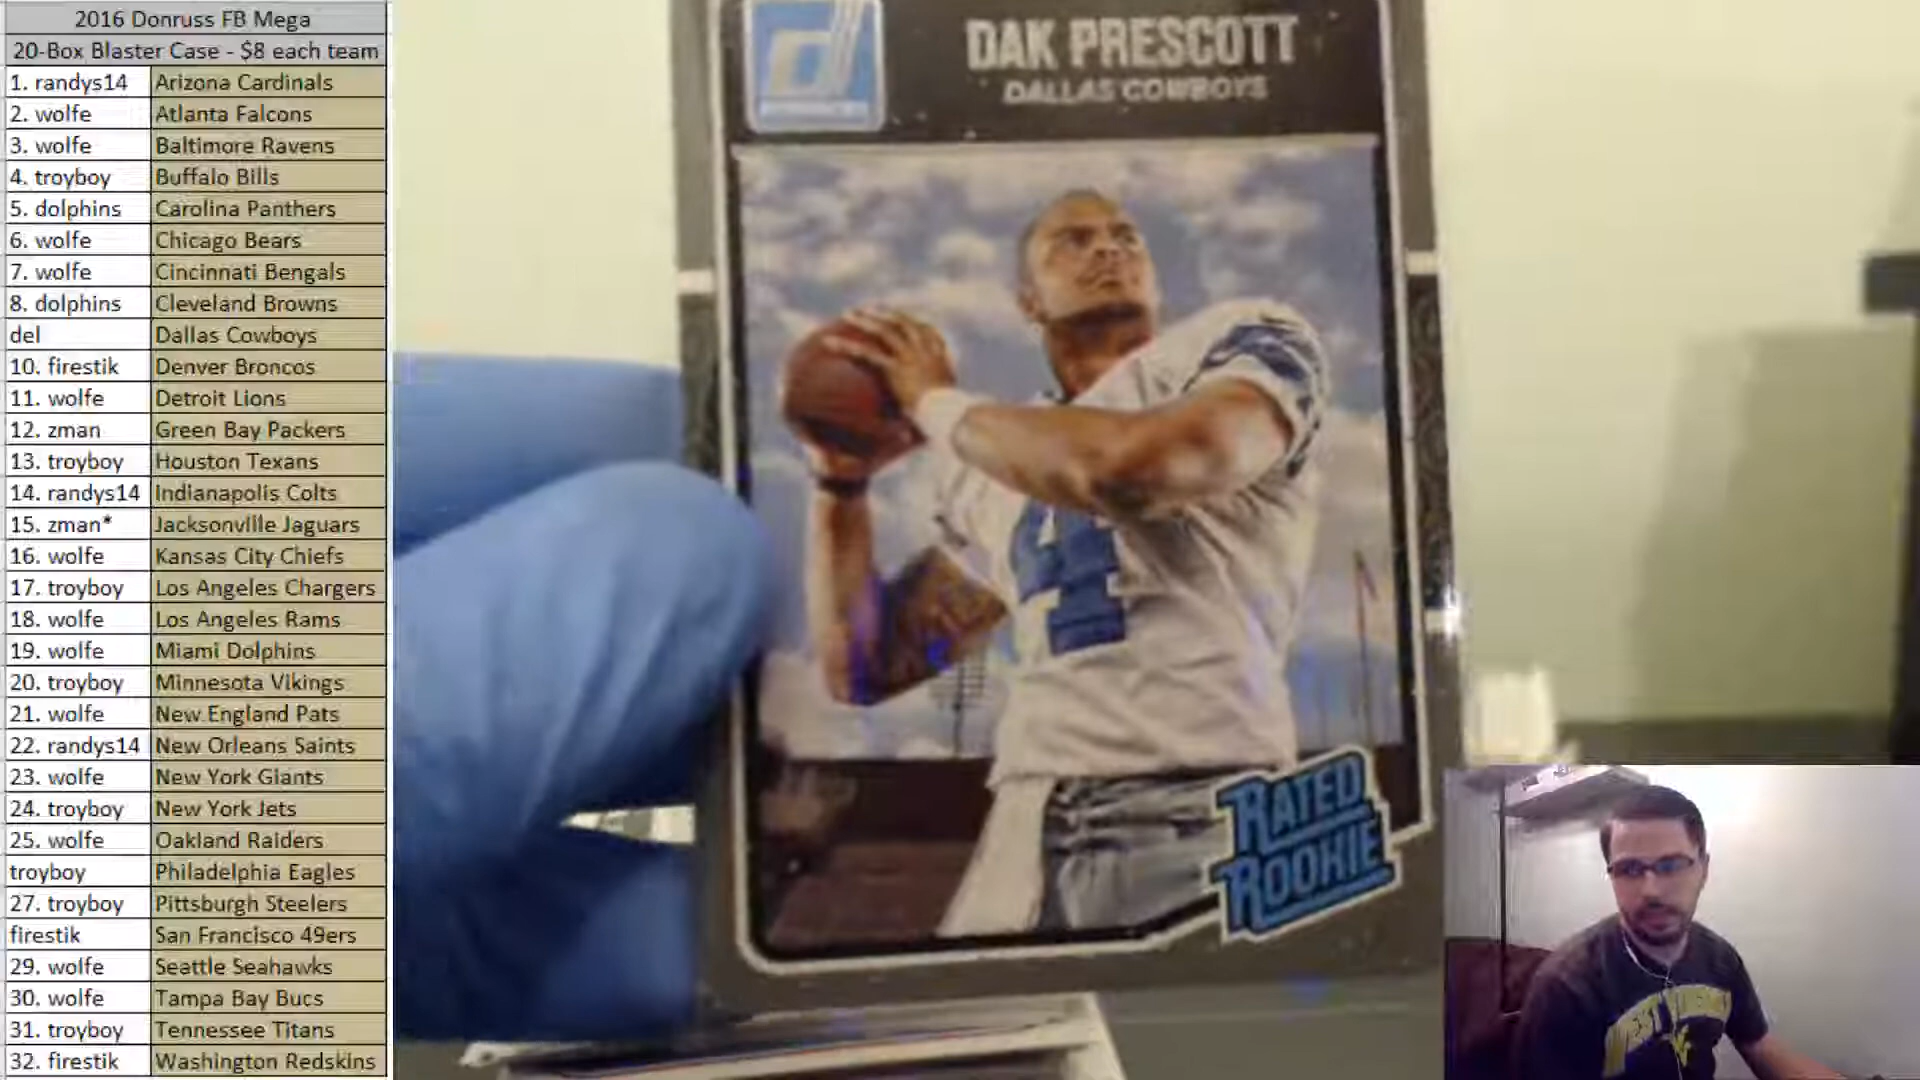 2016 Donruss FB Mega
20-Box Blaster Case - $8 each team
1. randys14 Arizona Cardinals
2. wolfe Atlanta Falcons
3. wolfe Baltimore Ravens
4. troyboy Buffalo Bills
5. dolphins Carolina Panthers
6. wolfe Chicago Bears
7. wolfe Cincinnati Bengals
8. dolphins Cleveland Browns
del Dallas Cowboys
10. firestik Denver Broncos
11. wolfe Detroit Lions
12. zman Green Bay Packers
13. troyboy Houston Texans
14. randys14 Indianapolis Colts
15. zman* Jacksonville Jaguars
16. wolfe Kansas City Chiefs
17. troyboy Los Angeles Chargers
18. wolfe Los Angeles Rams
19. wolfe Miami Dolphins
20. troyboy Minnesota Vikings
21. wolfe New England Pats
22. randys14 New Orleans Saints
23. wolfe New York Giants
24. troyboy New York Jets
25. wolfe Oakland Raiders
troyboy Philadelphia Eagles
27. troyboy Pittsburgh Steelers
firestik San Francisco 49ers
29. wolfe Seattle Seahawks
30. wolfe Tampa Bay Bucs
31. troyboy Tennessee Titans
32. firestik Washington Redskins
d
DAK PRESCOTT
DALLAS COWBOYS
4
RATED
ROOKIE
WEST